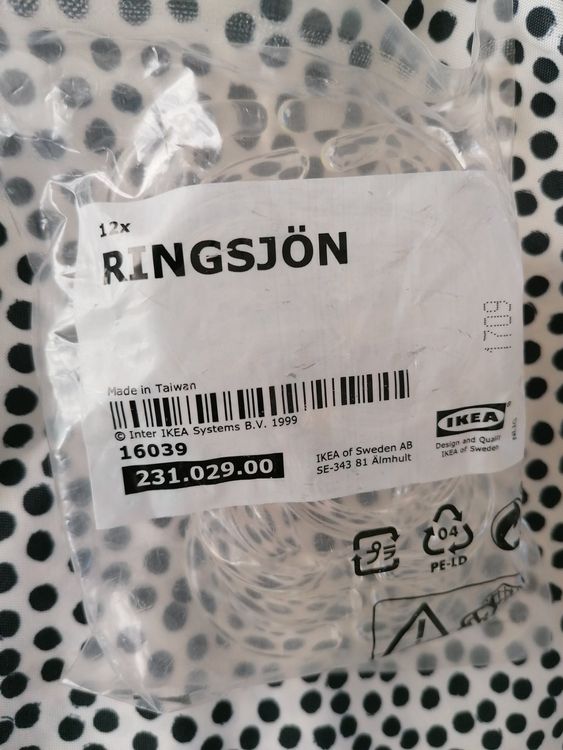 12x
RINGSJÖN
1709
Made in Taiwan
© Inter IKEA Systems B.V. 1999
16039
231.029.00
IKEA of Sweden AB
SE-343 81 Älmhult
IKEA
Design and Quality
IKEA of Sweden
04
PE-LD